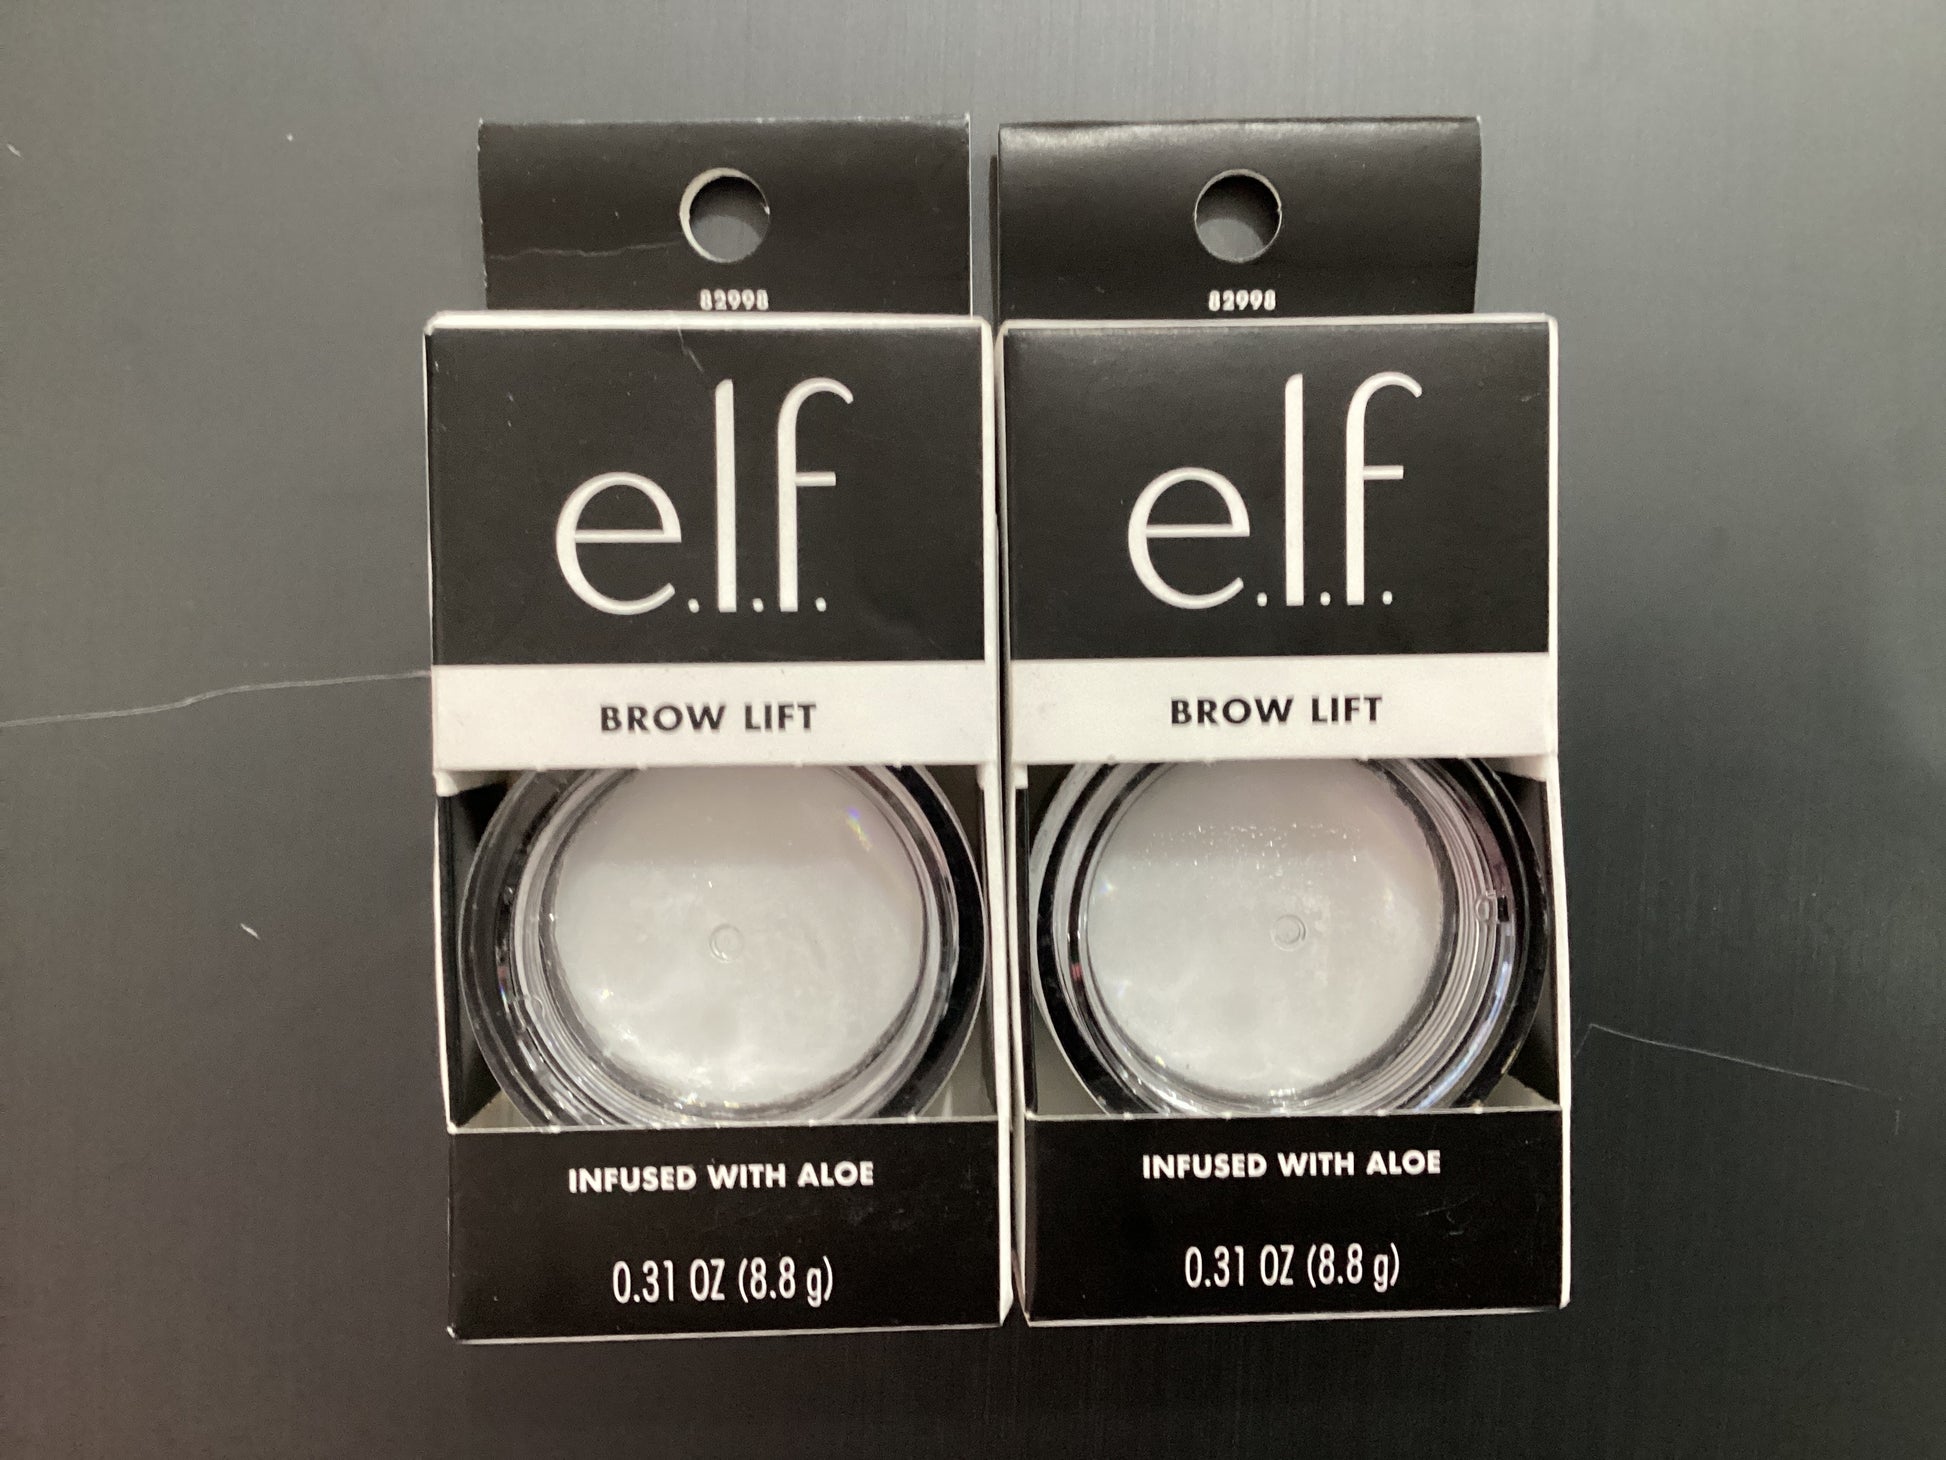 82998
e.l.f.
BROW LIFT
INFUSED WITH ALOE
0.31 OZ (8.8 g)
82998
e.l.f.
BROW LIFT
INFUSED WITH ALOE
0.31 OZ (8.8 g)